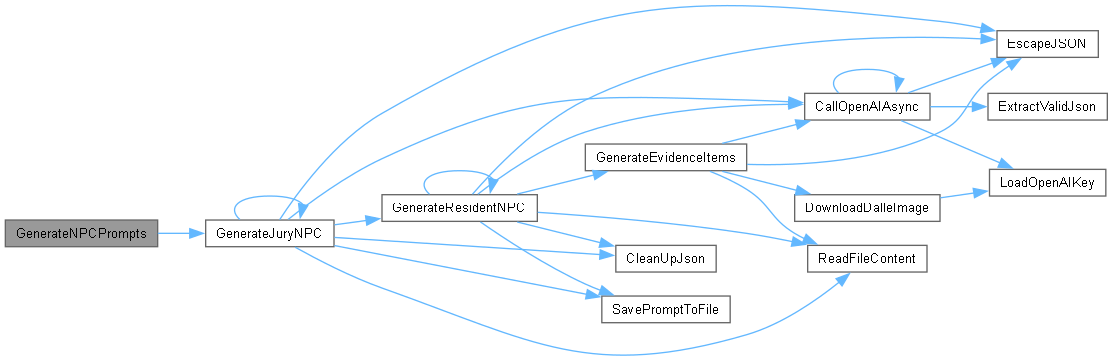 GenerateNPCPrompts
GenerateJuryNPC
GenerateResidentNPC
GenerateEvidenceItems
CallOpenAIAsync
EscapeJSON
ExtractValidJson
LoadOpenAIKey
DownloadDalleImage
ReadFileContent
CleanUpJson
SavePromptToFile